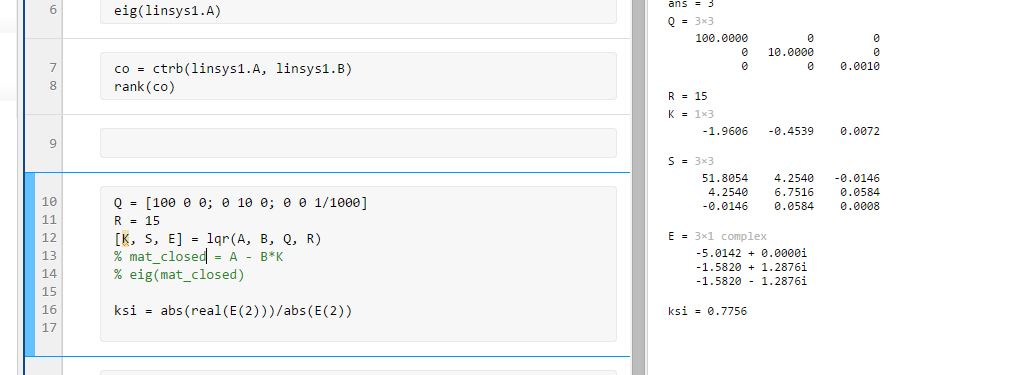 6 eig(linsys1.A)
7 co = ctrb(linsys1.A, linsys1.B)
8 rank(co)
9
10 Q = [100 0 0; 0 10 0; 0 0 1/1000]
11 R = 15
12 [K, S, E] = lqr(A, B, Q, R)
13 % mat_closed = A - B*K
14 % eig(mat_closed)
15
16 ksi = abs(real(E(2)))/abs(E(2))
17
ans = 3
Q = 3×3
100.0000 0 0
0 10.0000 0
0 0 0.0010
R = 15
K = 1×3
-1.9606 -0.4539 0.0072
S = 3×3
51.8054 4.2540 -0.0146
4.2540 6.7516 0.0584
-0.0146 0.0584 0.0008
E = 3×1 complex
-5.0142 + 0.0000i
-1.5820 + 1.2876i
-1.5820 - 1.2876i
ksi = 0.7756